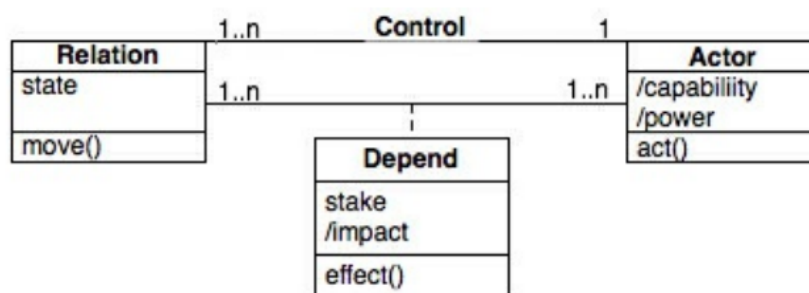 1..n Control 1
Relation
state
move()
Actor
/capabiliity
/power
act()
1..n 1..n
Depend
stake
/impact
effect()